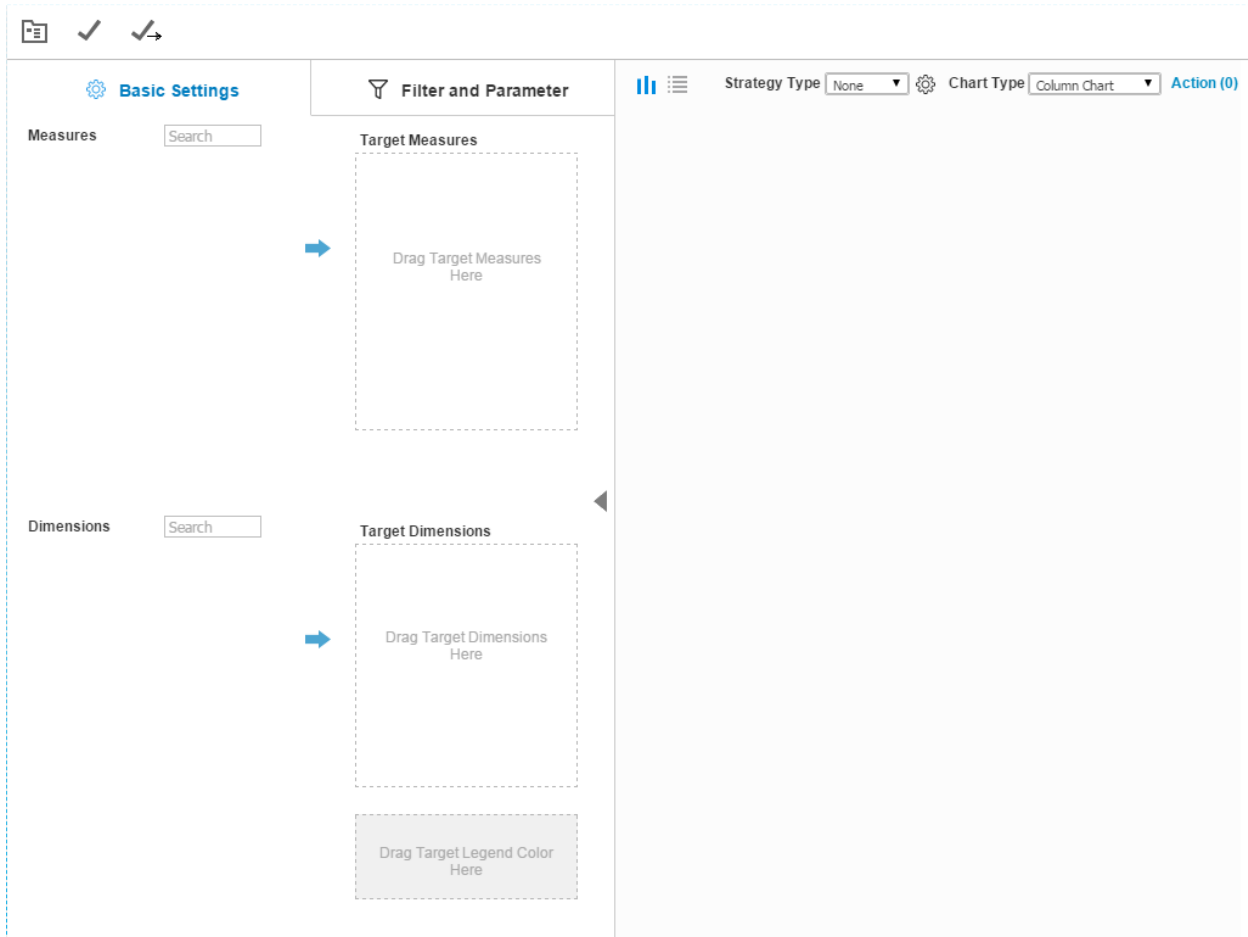 Basic Settings
Filter and Parameter
Strategy Type None Chart Type Column Chart Action (0)
Measures Search
Target Measures
Drag Target Measures
Here
Dimensions Search
Target Dimensions
Drag Target Dimensions
Here
Drag Target Legend Color
Here